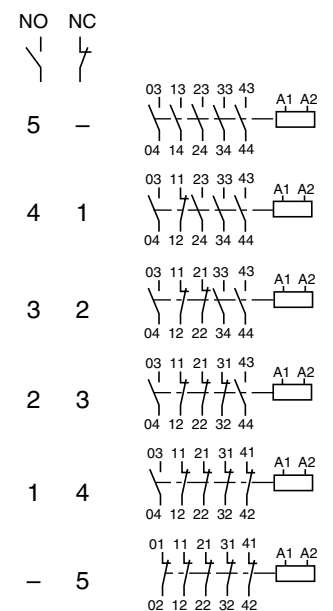 NO NC
03 13 23 33 43
A1 A2
5 –
04 14 24 34 44
03 11 23 33 43
A1 A2
4 1
04 12 24 34 44
03 11 21 33 43
A1 A2
3 2
04 12 22 34 44
03 11 21 31 43
A1 A2
2 3
04 12 22 32 44
03 11 21 31 41
A1 A2
1 4
04 12 22 32 42
01 11 21 31 41
A1 A2
– 5
02 12 22 32 42